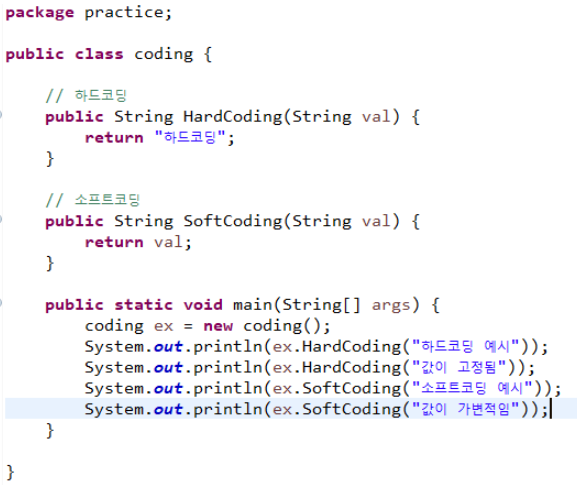 package practice;
public class coding {
// 하드코딩
public String HardCoding(String val) {
return "하드코딩";
}
// 소프트코딩
public String SoftCoding(String val) {
return val;
}
public static void main(String[] args) {
coding ex = new coding();
System.out.println(ex.HardCoding("하드코딩 예시"));
System.out.println(ex.HardCoding("값이 고정됨"));
System.out.println(ex.SoftCoding("소프트코딩 예시"));
System.out.println(ex.SoftCoding("값이 가변적임"));
}
}